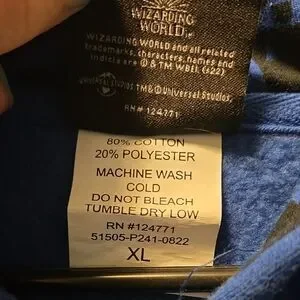 WIZARDING
WORLD
WIZARDING WORLD and all related
trademarks, characters, names and
indicia are © & TM WBEI. (s22)
UNIVERSAL STUDIOS TM & © Universal Studios.
RN # 124771
80% COTTON
20% POLYESTER
MACHINE WASH
COLD
DO NOT BLEACH
TUMBLE DRY LOW
RN #124771
51505-P241-0822
XL